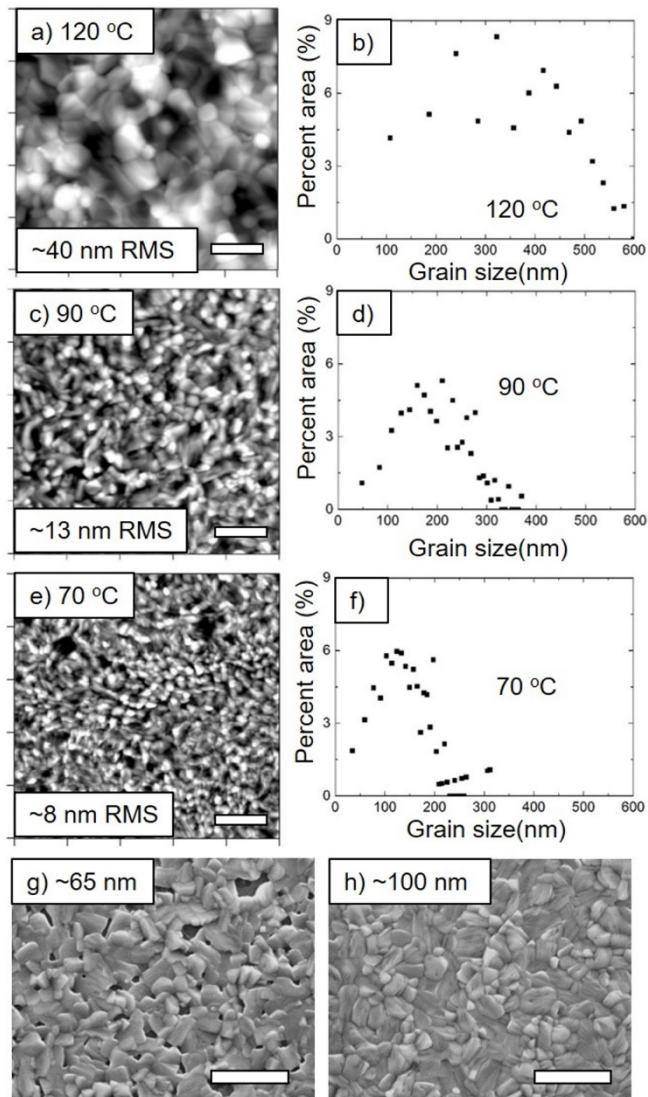 a) 120 °C
~40 nm RMS
b)
Percent area (%)
9
6
3
0
120 °C
0 100 200 300 400 500 600
Grain size(nm)
c) 90 °C
~13 nm RMS
d)
Percent area (%)
9
6
3
0
90 °C
0 100 200 300 400 500 600
Grain size(nm)
e) 70 °C
~8 nm RMS
f)
Percent area (%)
9
6
3
0
70 °C
0 100 200 300 400 500 600
Grain size(nm)
g) ~65 nm
h) ~100 nm